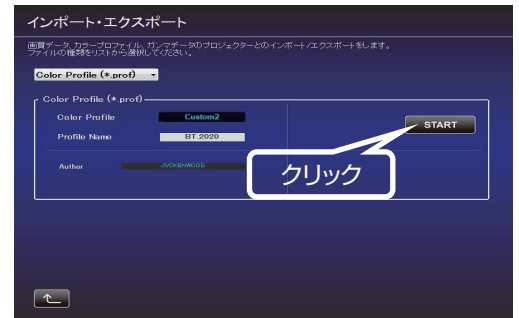 インポート・エクスポート
画質データ、カラープロファイル、ガンマデータのプロジェクターとのインポート/エクスポートをします。
ファイルの種類をリストから選択してください。
Color Profile (*.prof)
Color Profile (*.prof)
Color Profile Custom2
START
Profile Name BT.2020
クリック
Author JVCKENWOOD